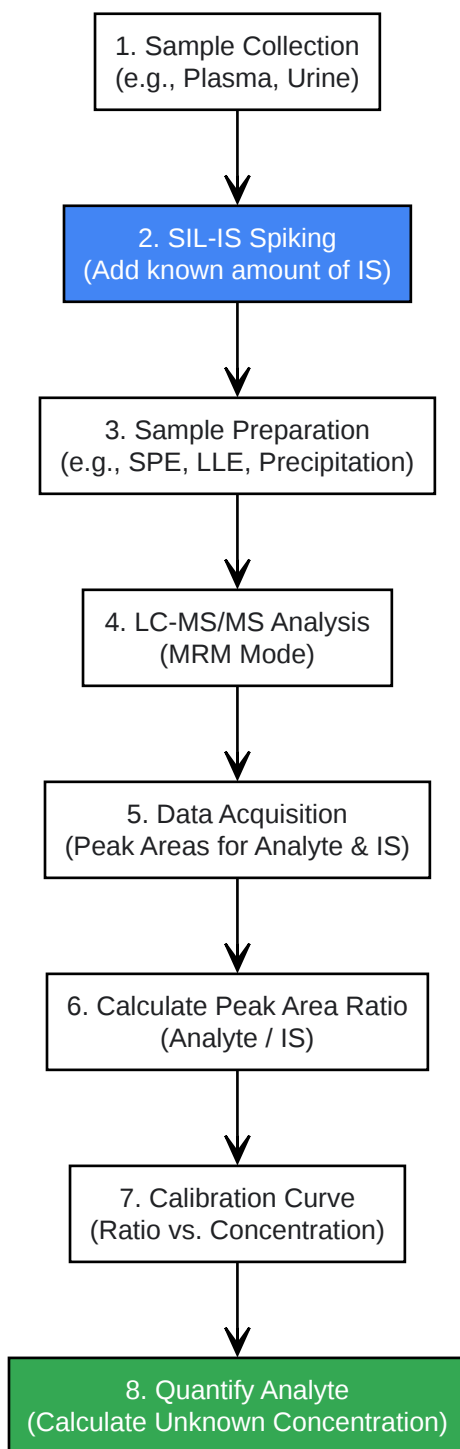 1. Sample Collection
(e.g., Plasma, Urine)
2. SIL-IS Spiking
(Add known amount of IS)
3. Sample Preparation
(e.g., SPE, LLE, Precipitation)
4. LC-MS/MS Analysis
(MRM Mode)
5. Data Acquisition
(Peak Areas for Analyte & IS)
6. Calculate Peak Area Ratio
(Analyte / IS)
7. Calibration Curve
(Ratio vs. Concentration)
8. Quantify Analyte
(Calculate Unknown Concentration)